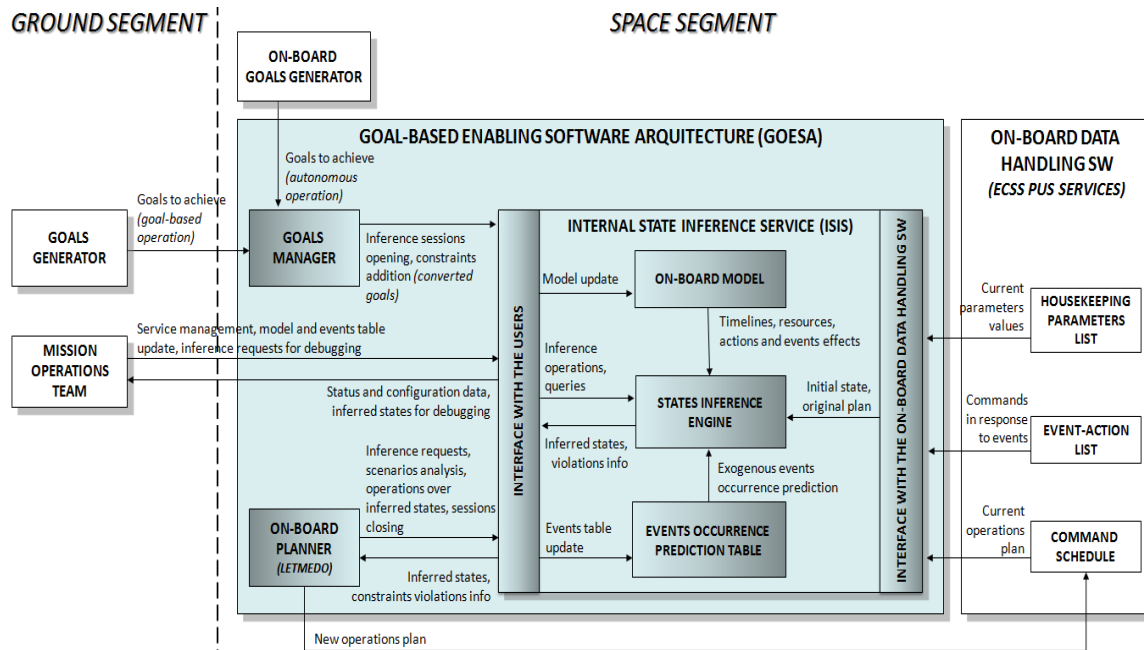 GROUND SEGMENT
SPACE SEGMENT
ON-BOARD
GOALS GENERATOR
GOAL-BASED ENABLING SOFTWARE ARQUITECTURE (GOESA)
ON-BOARD DATA
HANDLING SW
(ECSS PUS SERVICES)
Goals to achieve
(autonomous
operation)
Goals to achieve
(goal-based
operation)
GOALS
GENERATOR
GOALS
MANAGER
Inference sessions
opening, constraints
addition (converted
goals)
INTERFACE WITH THE USERS
INTERNAL STATE INFERENCE SERVICE (ISIS)
INTERFACE WITH THE ON-BOARD DATA HANDLING SW
Model update
ON-BOARD MODEL
Timelines, resources,
actions and events effects
Current
parameters
values
HOUSEKEEPING
PARAMETERS
LIST
Service management, model and events table
update, inference requests for debugging
MISSION
OPERATIONS
TEAM
Status and configuration data,
inferred states for debugging
Inference
operations,
queries
STATES INFERENCE
ENGINE
Initial state,
original plan
Inferred states,
violations info
Commands
in response
to events
EVENT-ACTION
LIST
Exogenous events
occurrence prediction
Inference requests,
scenarios analysis,
operations over
inferred states, sessions
closing
ON-BOARD
PLANNER
(LETMEDO)
Inferred states,
constraints violations info
Events table
update
EVENTS OCCURRENCE
PREDICTION TABLE
Current
operations
plan
COMMAND
SCHEDULE
New operations plan